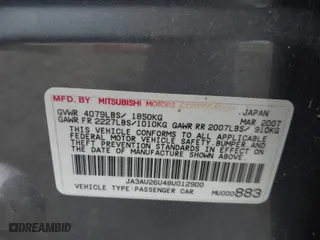 MFD. BY MITSUBISHI MOTORS CORPORATION JAPAN
GVWR 4079LBS/ 1850KG MAR 2007
GAWR FR 2227LBS/1010KG GAWR RR 2007LBS/ 910KG
THIS VEHICLE CONFORMS TO ALL APPLICABLE
FEDERAL MOTOR VEHICLE SAFETY, BUMPER, AND
THEFT PREVENTION STANDARDS IN EFFECT ON THE
DATE OF MANUFACTURE SHOWN ABOVE.
JA3AU26U48U012900
VEHICLE TYPE:PASSENGER CAR MU000883